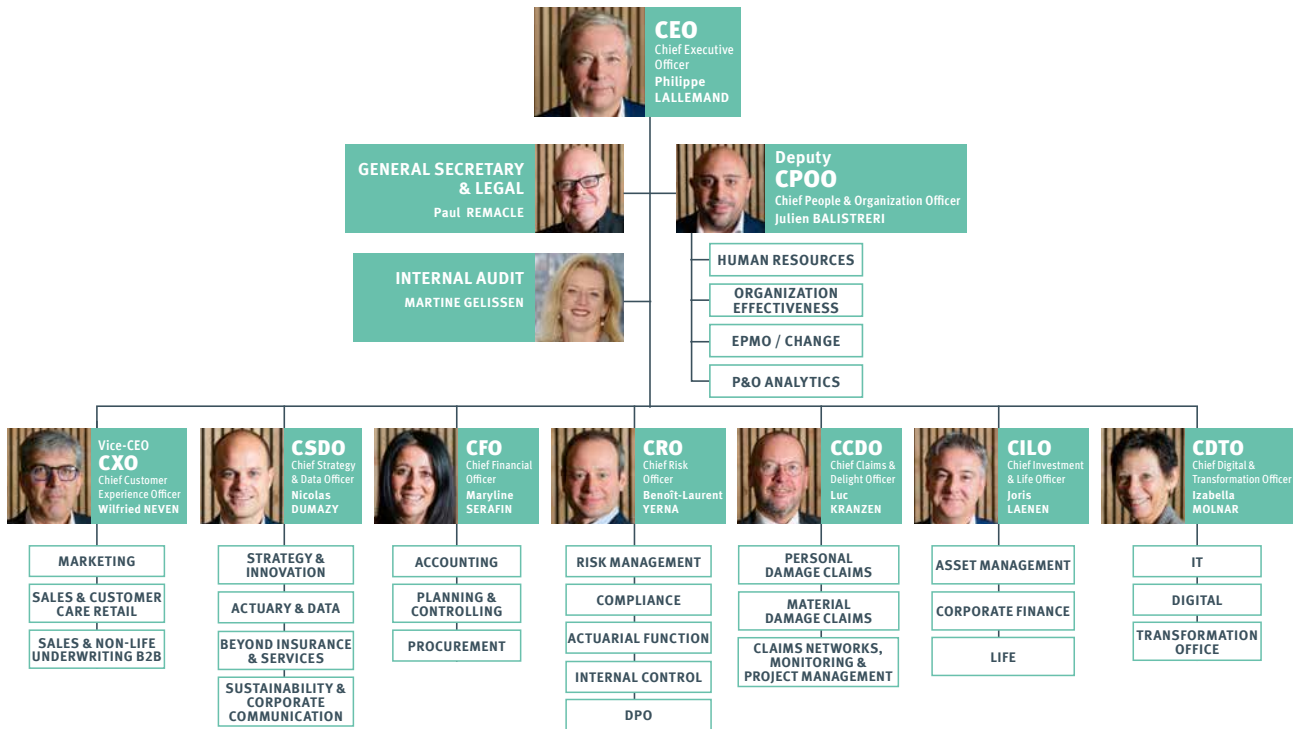 CEO
Chief Executive
Officer
Philippe
LALLEMAND
GENERAL SECRETARY
& LEGAL
Paul REMACLE
Deputy
CPOO
Chief People & Organization Officer
Julien BALISTRERI
INTERNAL AUDIT
MARTINE GELISSEN
HUMAN RESOURCES
ORGANIZATION
EFFECTIVENESS
EPMO / CHANGE
P&O ANALYTICS
Vice-CEO
CXO
Chief Customer
Experience Officer
Wilfried NEVEN
MARKETING
SALES & CUSTOMER
CARE RETAIL
SALES & NON-LIFE
UNDERWRITING B2B
CSDO
Chief Strategy
& Data Officer
Nicolas
DUMAZY
STRATEGY &
INNOVATION
ACTUARY & DATA
BEYOND INSURANCE
& SERVICES
SUSTAINABILITY &
CORPORATE
COMMUNICATION
CFO
Chief Financial
Officer
Maryline
SERAFIN
ACCOUNTING
PLANNING &
CONTROLLING
PROCUREMENT
CRO
Chief Risk
Officer
Benoît-Laurent
YERNA
RISK MANAGEMENT
COMPLIANCE
ACTUARIAL FUNCTION
INTERNAL CONTROL
DPO
CCDO
Chief Claims &
Delight Officer
Luc
KRANZEN
PERSONAL
DAMAGE CLAIMS
MATERIAL
DAMAGE CLAIMS
CLAIMS NETWORKS,
MONITORING &
PROJECT MANAGEMENT
CILO
Chief Investment
& Life Officer
Joris
LAENEN
ASSET MANAGEMENT
CORPORATE FINANCE
LIFE
CDTO
Chief Digital &
Transformation Officer
Izabella
MOLNAR
IT
DIGITAL
TRANSFORMATION
OFFICE